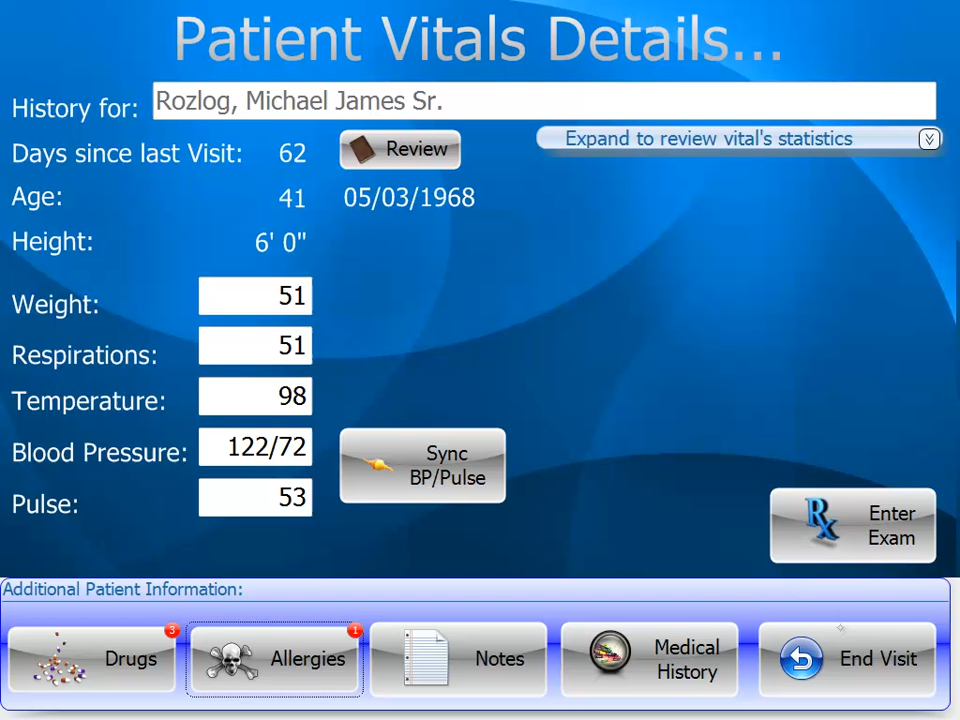 Patient Vitals Details...
History for: Rozlog, Michael James Sr.
Expand to review vital's statistics
Days since last Visit: 62 Review
Age: 41 05/03/1968
Height: 6' 0"
Weight: 51
Respirations: 51
Temperature: 98
Blood Pressure: 122/72
Sync
BP/Pulse
Pulse: 53
Rx Enter
Exam
Additional Patient Information:
Drugs 3
Allergies 1
Notes
Medical
History
End Visit